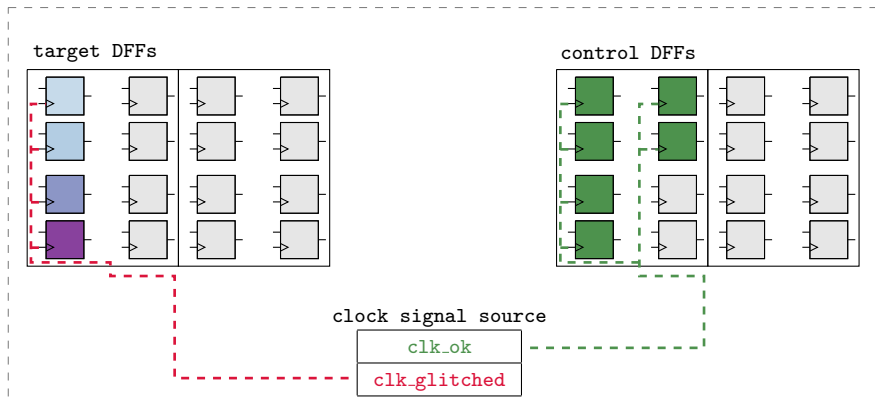 target DFFs
control DFFs
clock signal source
clk_ok
clk_glitched